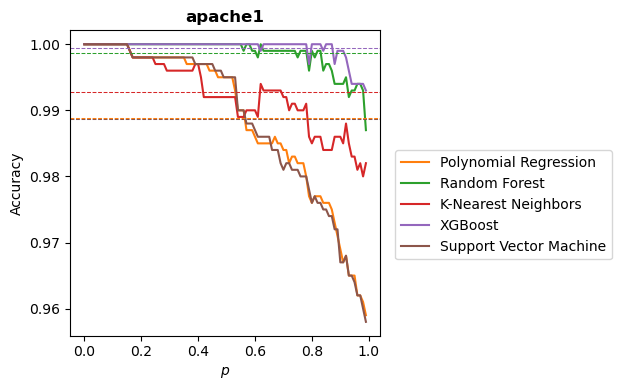 apache1
1.00
0.99
0.98
0.97
0.96
Accuracy
0.0
0.2
0.4
0.6
0.8
1.0
p
Polynomial Regression
Random Forest
K-Nearest Neighbors
XGBoost
Support Vector Machine